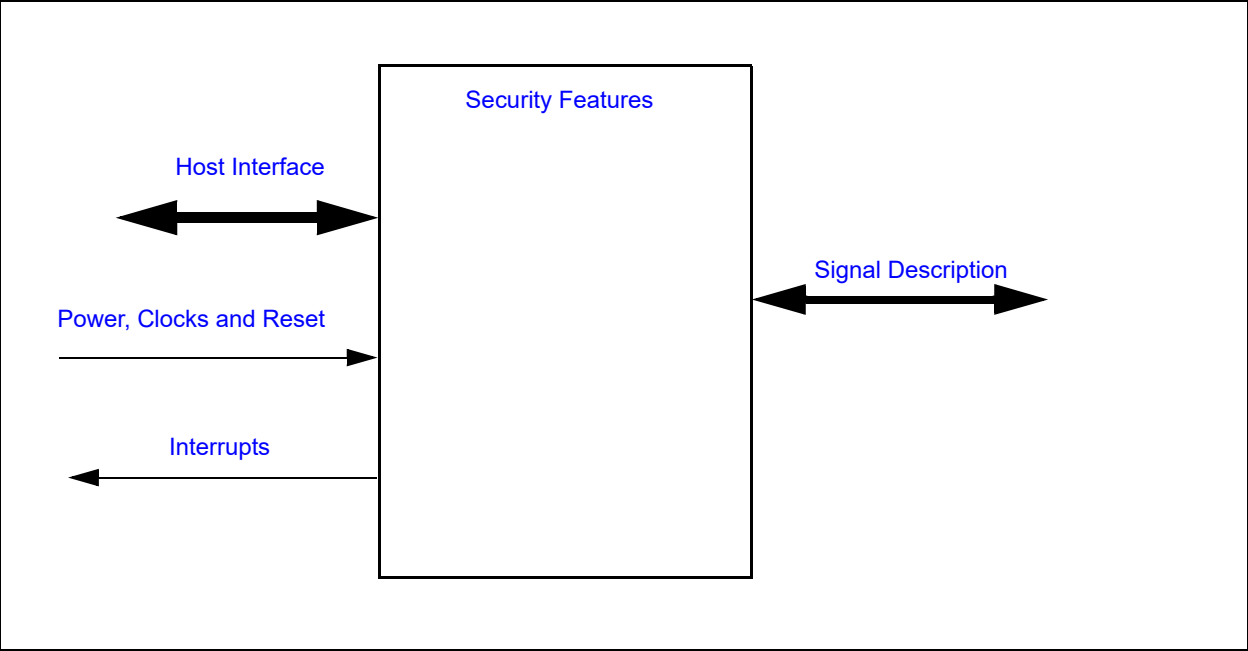 Security Features
Host Interface
Signal Description
Power, Clocks and Reset
Interrupts